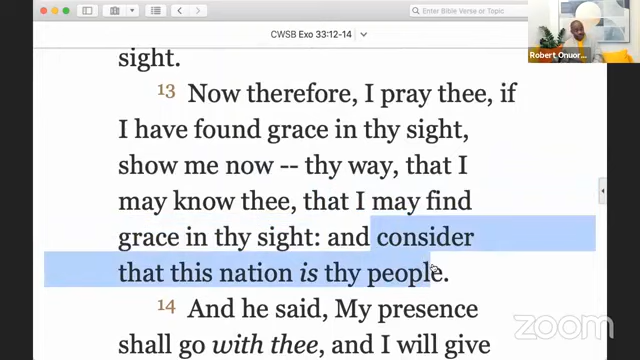 Enter Bible Verse or Topic
CWSB Exo 33:12-14
Robert Onuor...
sight.
13 Now therefore, I pray thee, if
I have found grace in thy sight,
show me now -- thy way, that I
may know thee, that I may find
grace in thy sight: and consider
that this nation is thy people.
14 And he said, My presence
shall go with thee, and I will give
zoom